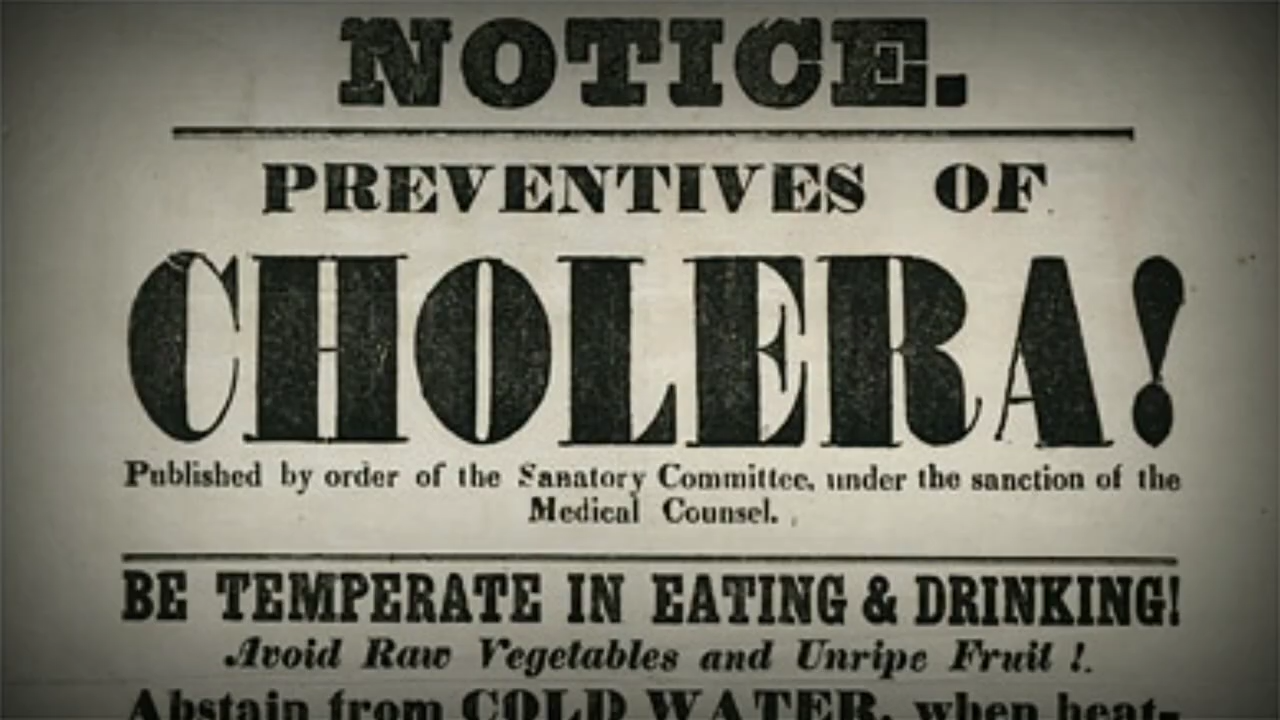 NOTICE.
PREVENTIVES OF
CHOLERA!
Published by order of the Sanatory Committee, under the sanction of the
Medical Counsel.
BE TEMPERATE IN EATING & DRINKING!
Avoid Raw Vegetables and Unripe Fruit !.
Abstain from COLD WATER, when heat-